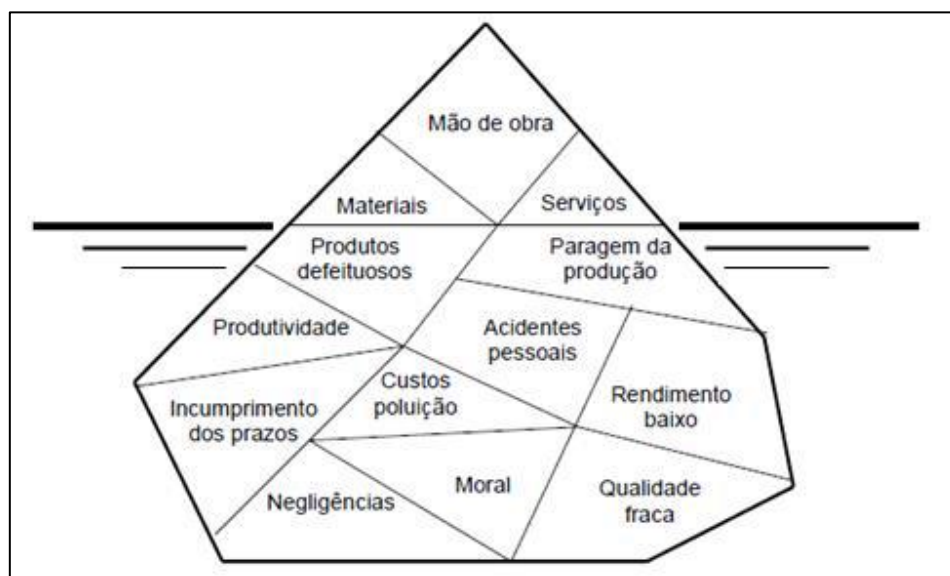 Mão de obra
Materiais
Serviços
Produtos
defeituosos
Paragem da
produção
Produtividade
Acidentes
pessoais
Incumprimento
dos prazos
Custos
poluição
Rendimento
baixo
Negligências
Moral
Qualidade
fraca